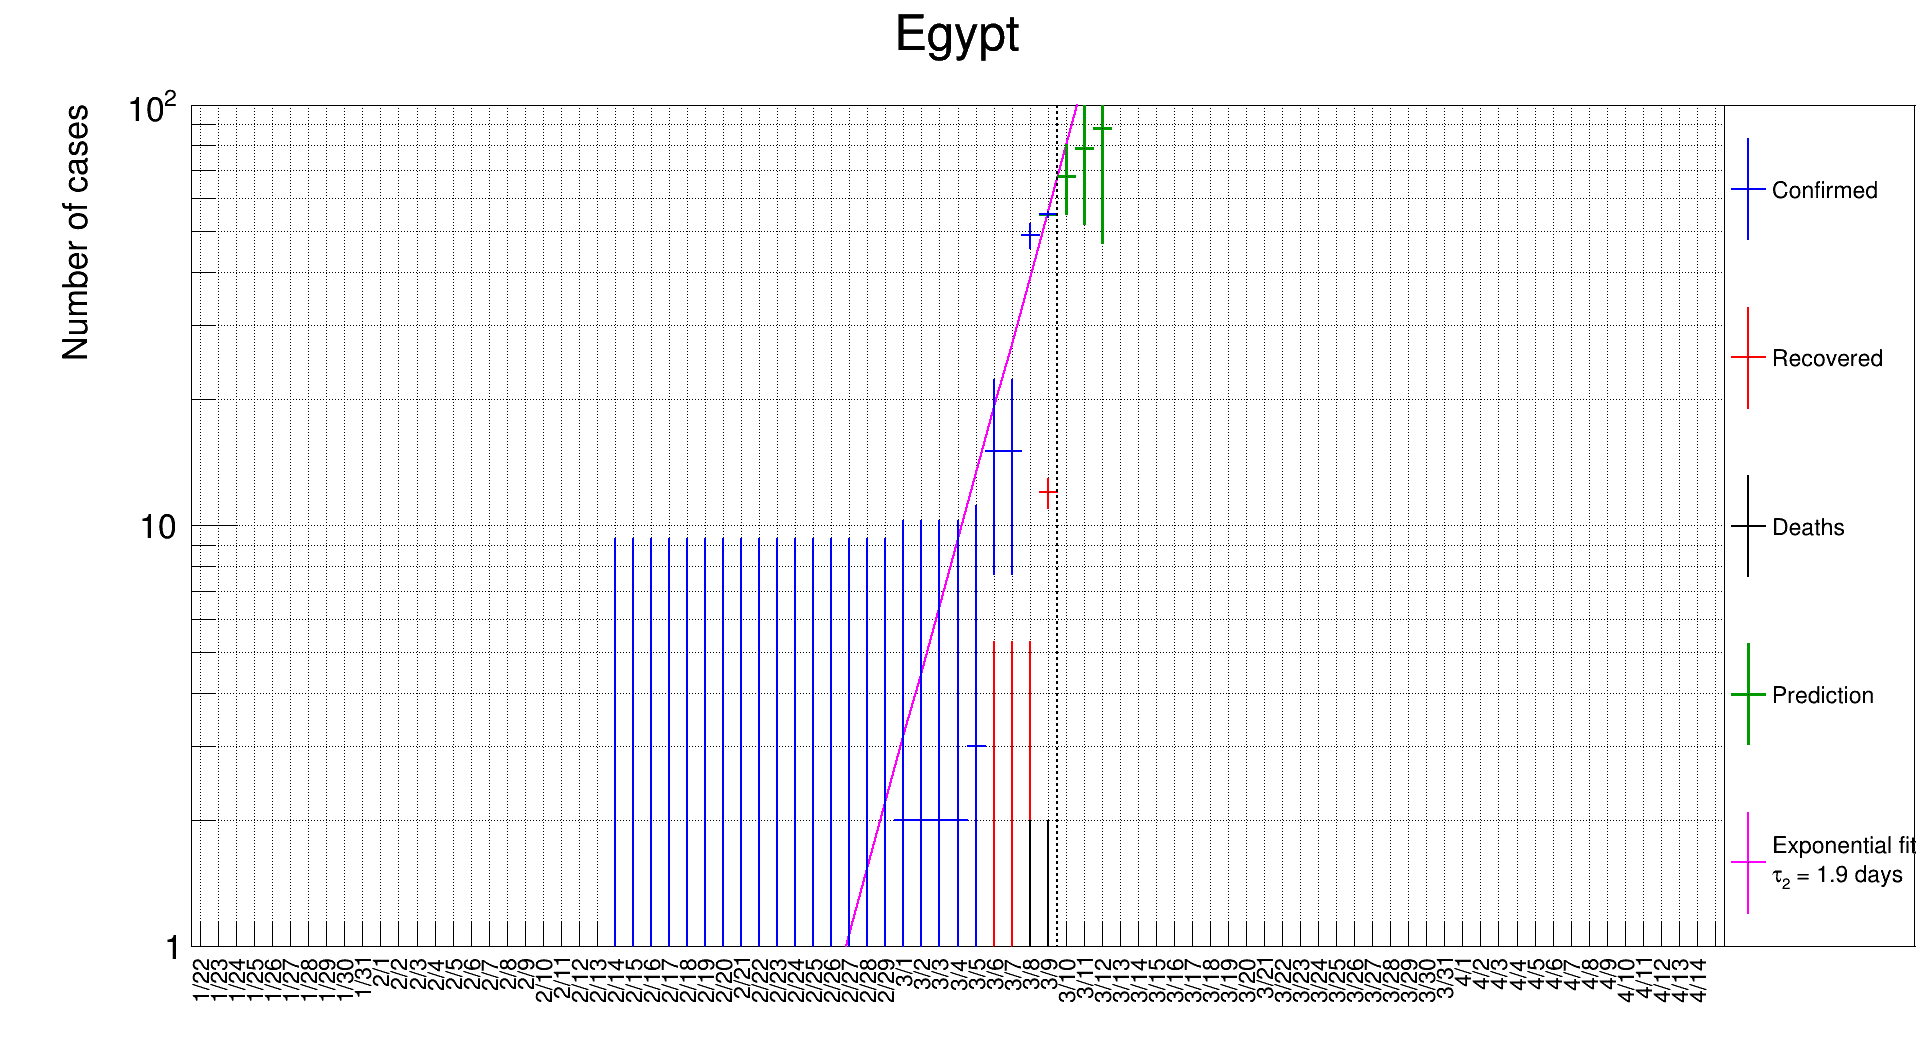 Egypt
Number of cases
10²
10
1
1/22 1/23 1/24 1/25 1/26 1/27 1/28 1/29 1/30 1/31 2/1 2/2 2/3 2/4 2/5 2/6 2/7 2/8 2/9 2/10 2/11 2/12 2/13 2/14 2/15 2/16 2/17 2/18 2/19 2/20 2/21 2/22 2/23 2/24 2/25 2/26 2/27 2/28 2/29 3/1 3/2 3/3 3/4 3/5 3/6 3/7 3/8 3/9 3/10 3/11 3/12 3/13 3/14 3/15 3/16 3/17 3/18 3/19 3/20 3/21 3/22 3/23 3/24 3/25 3/26 3/27 3/28 3/29 3/30 3/31 4/1 4/2 4/3 4/4 4/5 4/6 4/7 4/8 4/9 4/10 4/11 4/12 4/13 4/14
Confirmed
Recovered
Deaths
Prediction
Exponential fit
τ₂ = 1.9 days